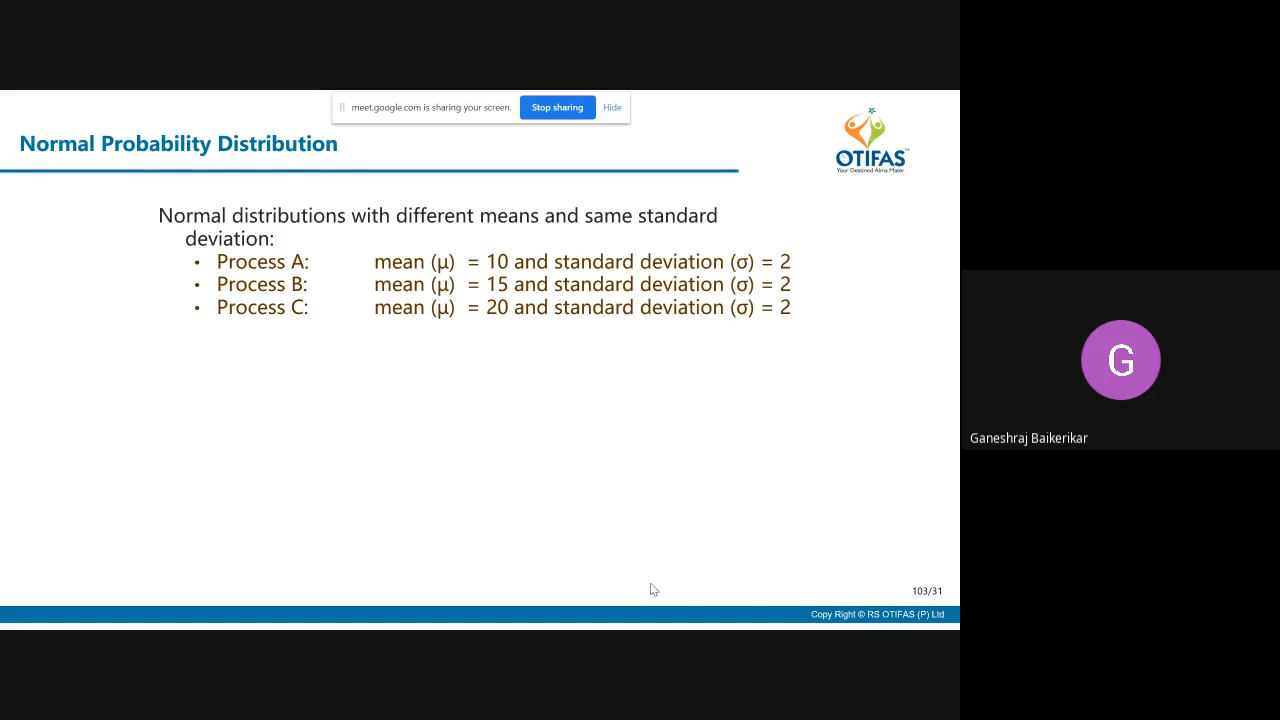 meet.google.com is sharing your screen. Stop sharing Hide
Normal Probability Distribution
OTIFAS™
Your Destined Alma Mater
Normal distributions with different means and same standard
deviation:
• Process A: mean (μ) = 10 and standard deviation (σ) = 2
• Process B: mean (μ) = 15 and standard deviation (σ) = 2
• Process C: mean (μ) = 20 and standard deviation (σ) = 2
G
Ganeshraj Baikerikar
103/31
Copy Right © RS OTIFAS (P) Ltd